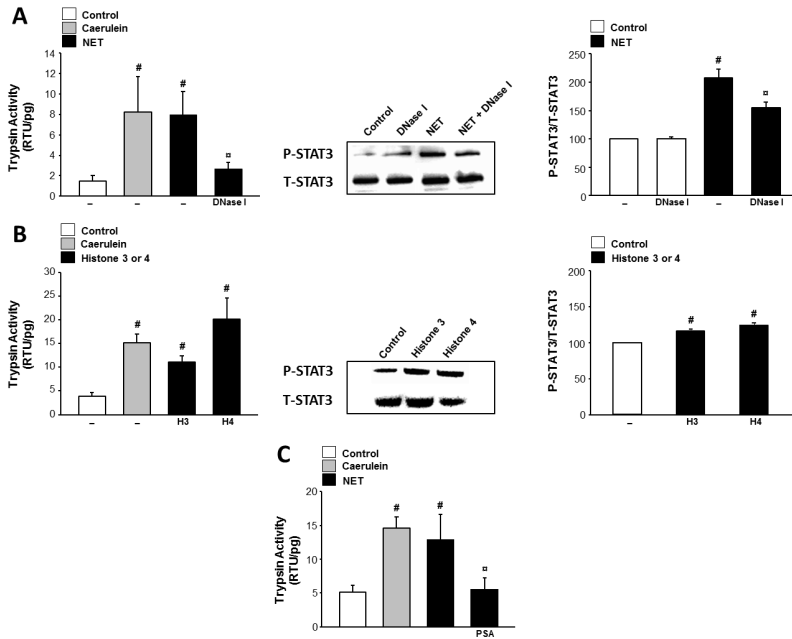 A
Control
Caerulein
NET
Trypsin Activity
(RTU/pg)
14
12
10
8
6
4
2
0
#
#
¤
–
–
–
DNase I
Control
DNase I
NET
NET + DNase I
P-STAT3
T-STAT3
Control
NET
P-STAT3/T-STAT3
250
200
150
100
50
0
#
¤
–
DNase I
–
DNase I
B
Control
Caerulein
Histone 3 or 4
Trypsin Activity
(RTU/pg)
30
25
20
15
10
5
0
#
#
#
–
–
H3
H4
Control
Histone 3
Histone 4
P-STAT3
T-STAT3
Control
Histone 3 or 4
P-STAT3/T-STAT3
200
150
100
50
0
#
#
–
H3
H4
C
Control
Caerulein
NET
Trypsin Activity
(RTU/pg)
20
15
10
5
0
#
#
¤
PSA